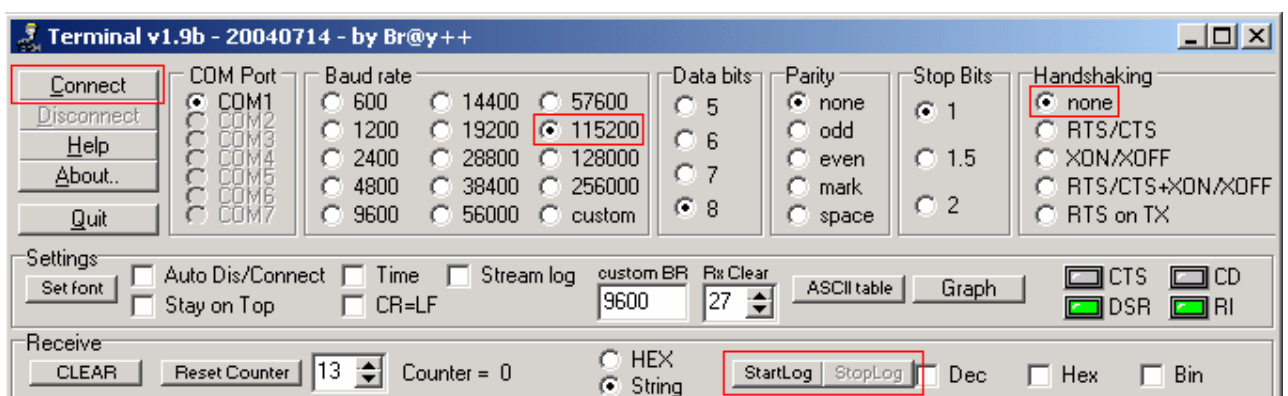 Terminal v1.9b - 20040714 - by Br@y++
Connect
Disconnect
Help
About..
Quit
COM Port
COM1
COM2
COM3
COM4
COM5
COM6
COM7
Baud rate
600
1200
2400
4800
9600
14400
19200
28800
38400
56000
57600
115200
128000
256000
custom
Data bits
5
6
7
8
Parity
none
odd
even
mark
space
Stop Bits
1
1.5
2
Handshaking
none
RTS/CTS
XON/XOFF
RTS/CTS+XON/XOFF
RTS on TX
Settings
Set font
Auto Dis/Connect
Time
Stream log
Stay on Top
CR=LF
custom BR
9600
Rx Clear
27
ASCII table
Graph
CTS
CD
DSR
RI
Receive
CLEAR
Reset Counter
13
Counter = 0
HEX
String
StartLog
StopLog
Dec
Hex
Bin